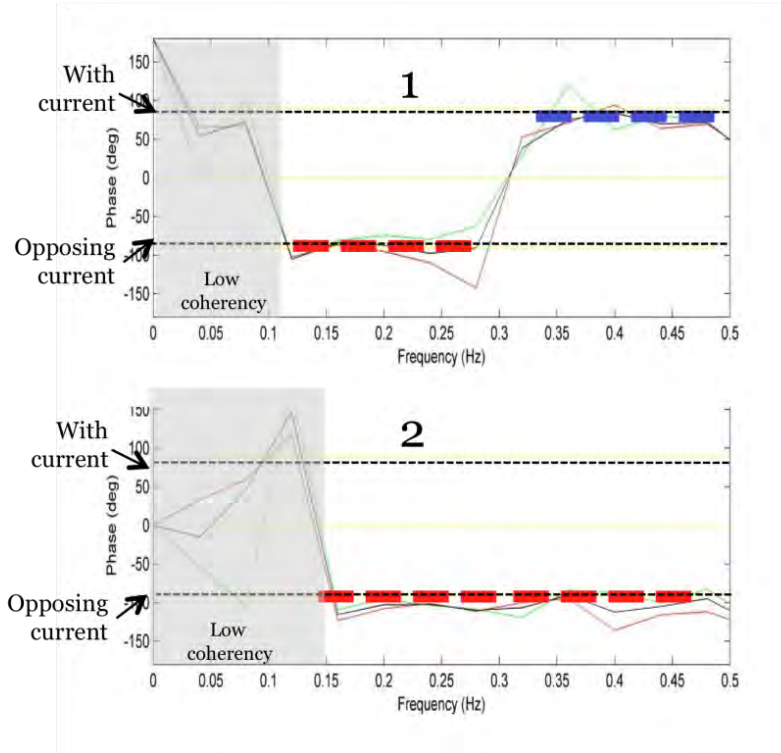 With
current
1
150
100
50
0
-50
-100
-150
Phase (deg)
Opposing
current
Low
coherency
0
0.05
0.1
0.15
0.2
0.25
0.3
0.35
0.4
0.45
0.5
Frequency (Hz)
With
current
2
150
100
50
0
-50
-100
-150
Phase (deg)
Opposing
current
Low
coherency
0
0.05
0.1
0.15
0.2
0.25
0.3
0.35
0.4
0.45
0.5
Frequency (Hz)